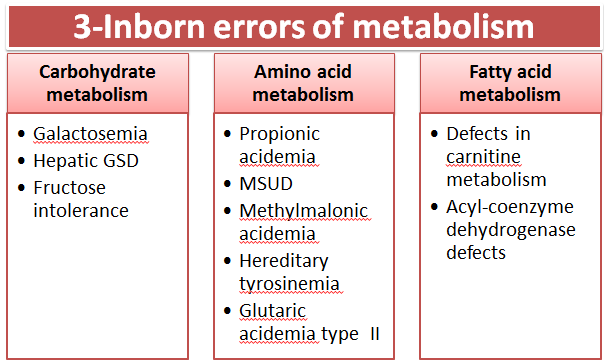 3-Inborn errors of metabolism
Carbohydrate
metabolism
• Galactosemia
• Hepatic GSD
• Fructose
intolerance
Amino acid
metabolism
• Propionic
acidemia
• MSUD
• Methylmalonic
acidemia
• Hereditary
tyrosinemia
• Glutaric
acidemia type II
Fatty acid
metabolism
• Defects in
carnitine
metabolism
• Acyl-coenzyme
dehydrogenase
defects